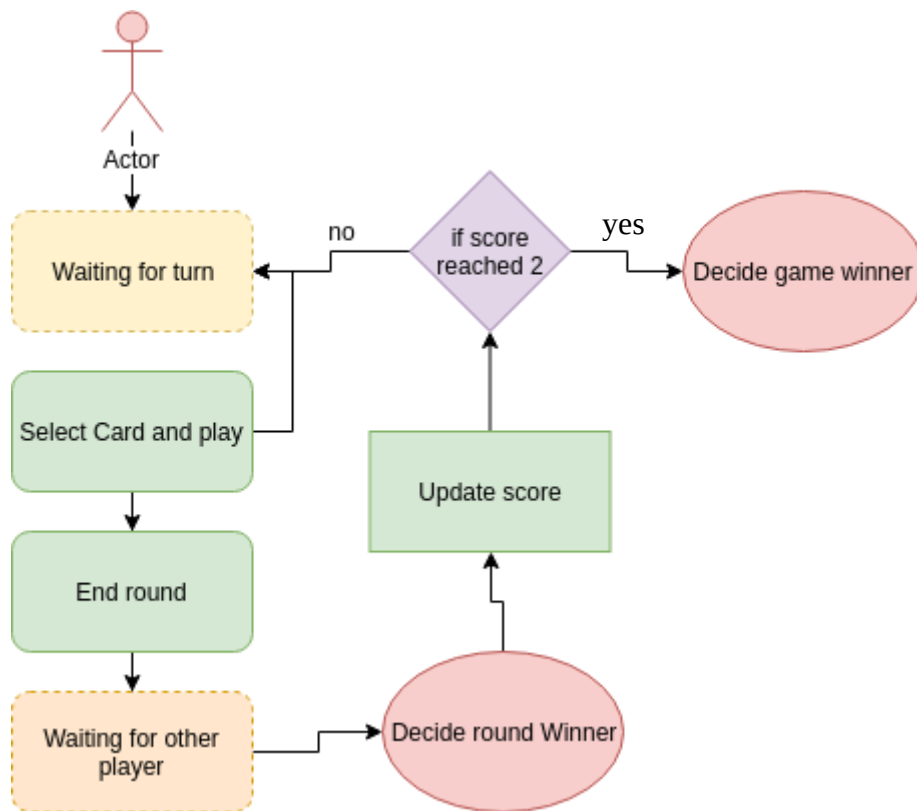 Actor
Waiting for turn
no
if score
reached 2
yes
Decide game winner
Select Card and play
Update score
End round
Waiting for other
player
Decide round Winner